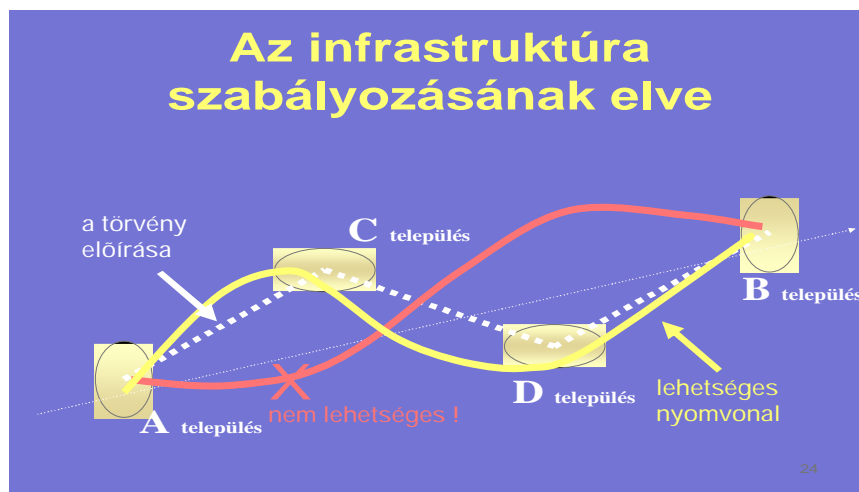 Az infrastruktúra
szabályozásának elve
a törvény
előírása
C település
B település
A település
nem lehetséges !
D település
lehetséges
nyomvonal
24